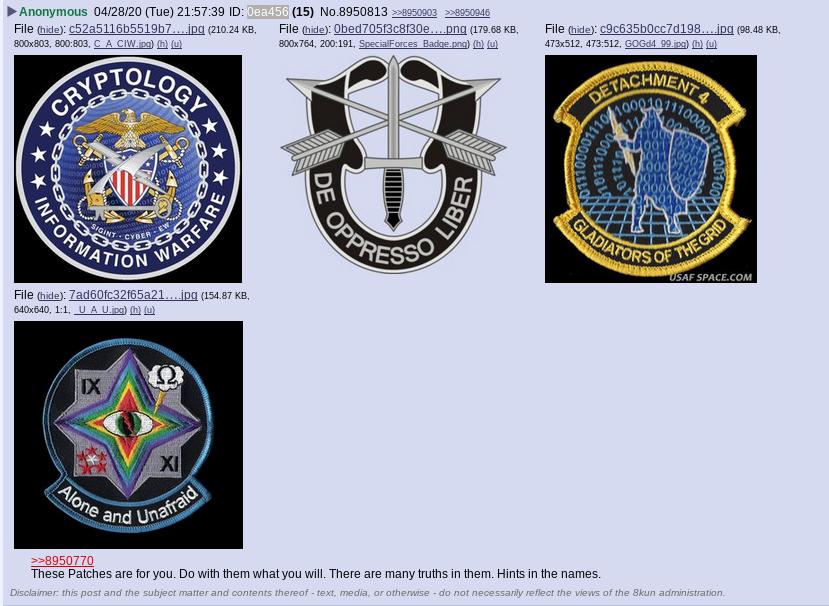 ▶Anonymous 04/28/20 (Tue) 21:57:39 ID: 0ea456 (15) No.8950813 >>8950903 >>8950946
File (hide): c52a5116b5519b7….jpg (210.24 KB, 800x803, 800:803, C_A_CIW.jpg) (h) (u)
File (hide): 0bed705f3c8f30e….png (179.68 KB, 800x764, 200:191, SpecialForces_Badge.png) (h) (u)
File (hide): c9c635b0cc7d198….jpg (98.48 KB, 473x512, 473:512, GOGd4_99.jpg) (h) (u)
CRYPTOLOGY
SIGINT · CYBER · EW
INFORMATION WARFARE
DE OPPRESSO LIBER
DETACHMENT 4
GLADIATORS OF THE GRID
USAF SPACE.COM
File (hide): 7ad60fc32f65a21….jpg (154.87 KB, 640x640, 1:1, _U_A_U.jpg) (h) (u)
IX
Ω
XI
Alone and Unafraid
>>8950770
These Patches are for you. Do with them what you will. There are many truths in them. Hints in the names.
Disclaimer: this post and the subject matter and contents thereof - text, media, or otherwise - do not necessarily reflect the views of the 8kun administration.